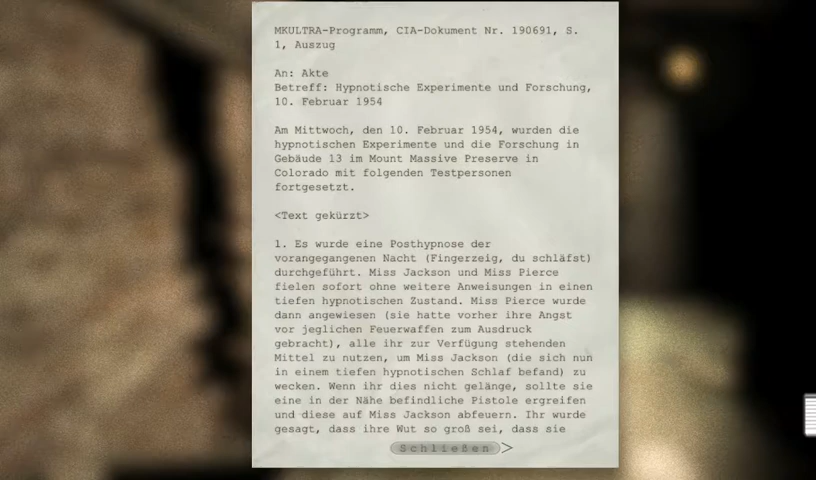 MKULTRA-Programm, CIA-Dokument Nr. 190691, S.
1, Auszug
An: Akte
Betreff: Hypnotische Experimente und Forschung,
10. Februar 1954
Am Mittwoch, den 10. Februar 1954, wurden die
hypnotischen Experimente und die Forschung in
Gebäude 13 im Mount Massive Preserve in
Colorado mit folgenden Testpersonen
fortgesetzt.
<Text gekürzt>
1. Es wurde eine Posthypnose der
vorangegangenen Nacht (Fingerzeig, du schläfst)
durchgeführt. Miss Jackson und Miss Pierce
fielen sofort ohne weitere Anweisungen in einen
tiefen hypnotischen Zustand. Miss Pierce wurde
dann angewiesen (sie hatte vorher ihre Angst
vor jeglichen Feuerwaffen zum Ausdruck
gebracht), alle ihr zur Verfügung stehenden
Mittel zu nutzen, um Miss Jackson (die sich nun
in einem tiefen hypnotischen Schlaf befand) zu
wecken. Wenn ihr dies nicht gelänge, sollte sie
eine in der Nähe befindliche Pistole ergreifen
und diese auf Miss Jackson abfeuern. Ihr wurde
gesagt, dass ihre Wut so groß sei, dass sie
Schließen >